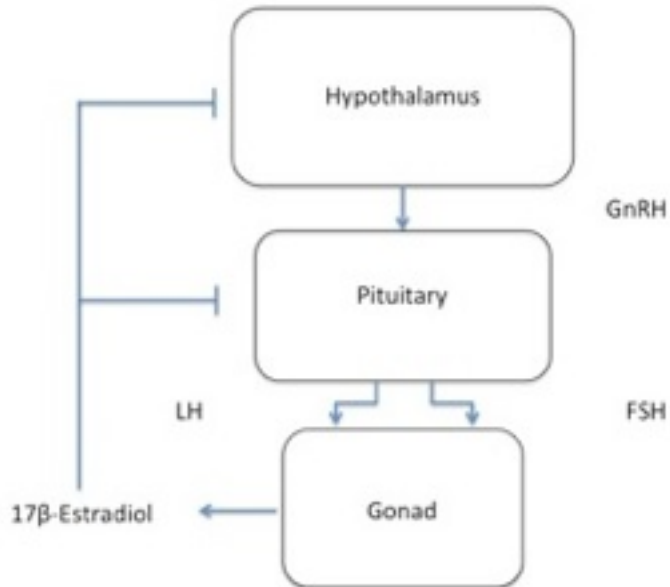 Hypothalamus
GnRH
Pituitary
LH
FSH
17β-Estradiol
Gonad